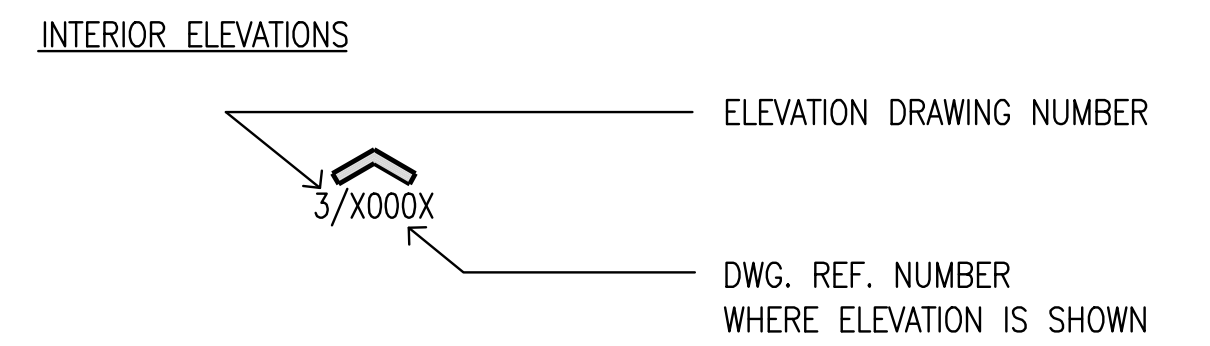 INTERIOR ELEVATIONS
ELEVATION DRAWING NUMBER
3/X000X
DWG. REF. NUMBER
WHERE ELEVATION IS SHOWN